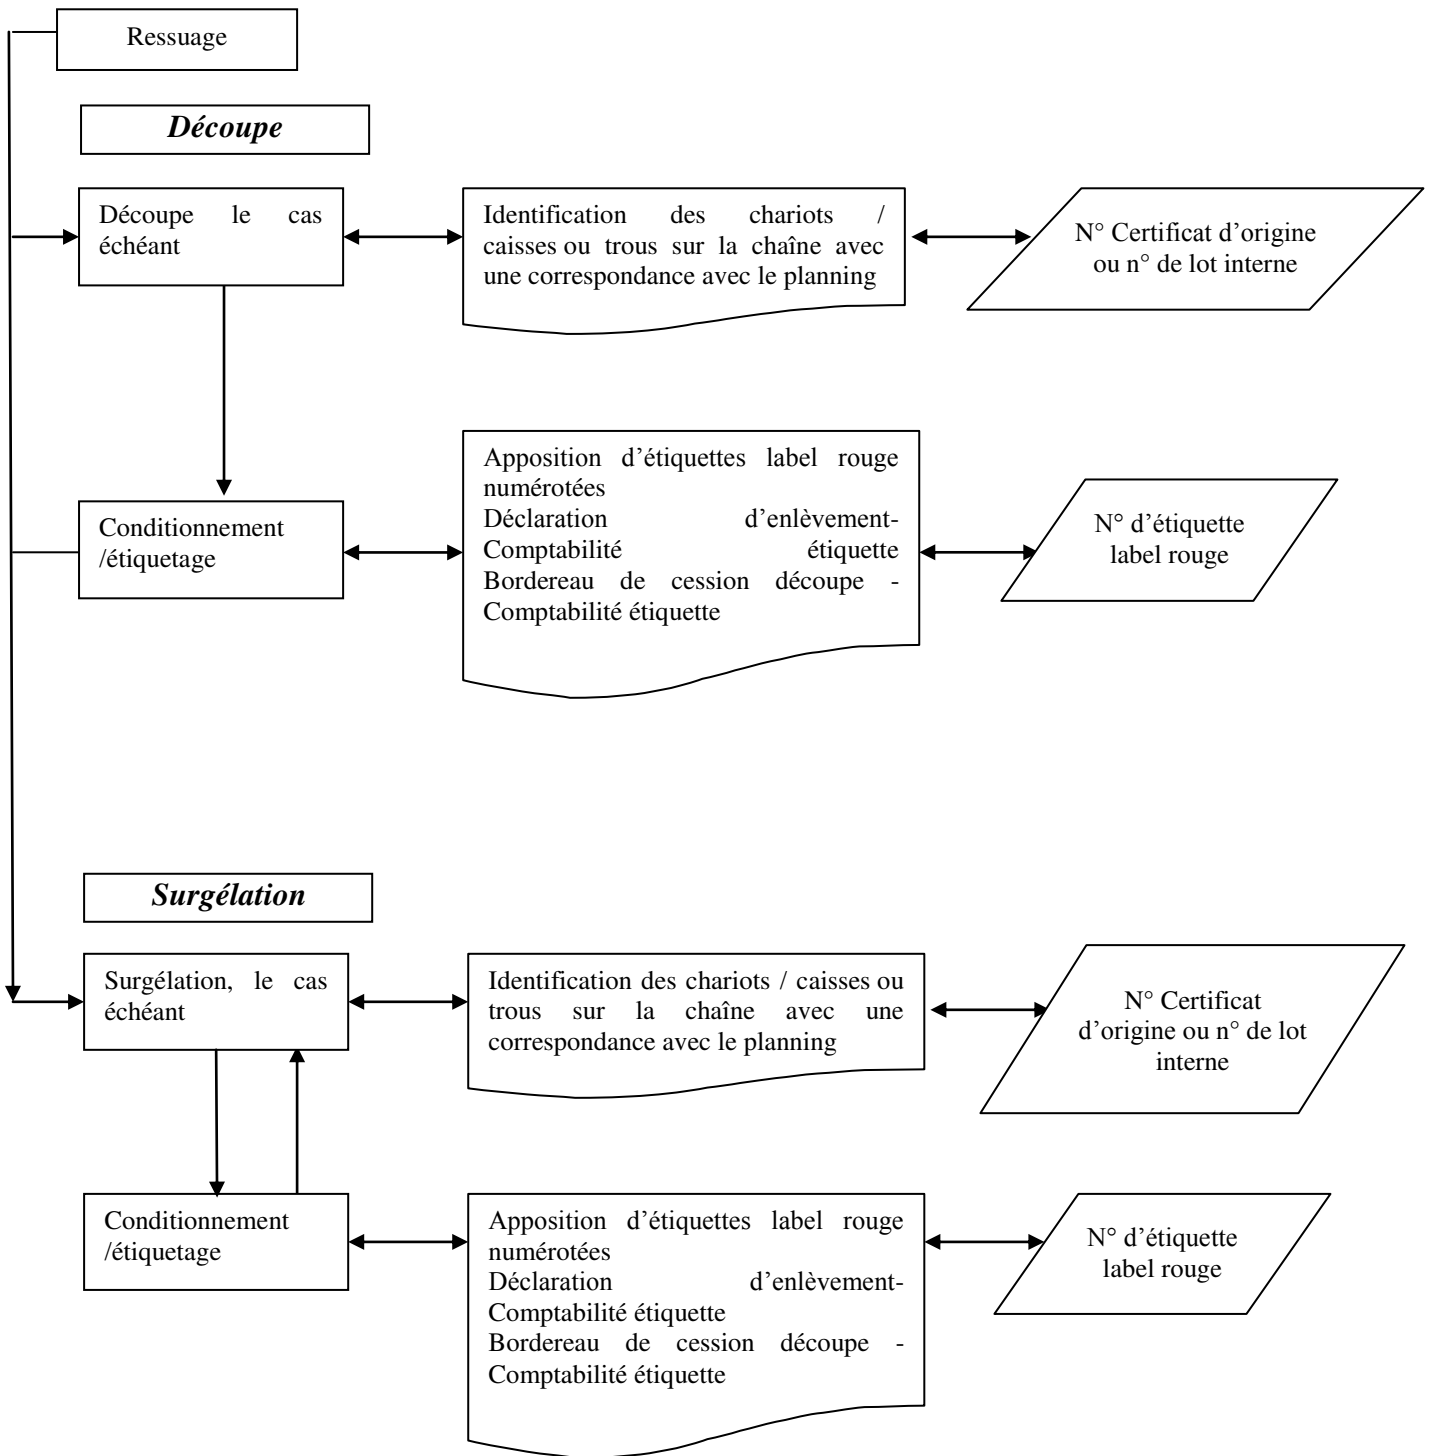 Ressuage
Découpe
Découpe le cas
échéant
Identification des chariots /
caisses ou trous sur la chaîne avec
une correspondance avec le planning
N° Certificat d'origine
ou n° de lot interne
Conditionnement
/étiquetage
Apposition d’étiquettes label rouge
numérotées
Déclaration d’enlèvement-
Comptabilité étiquette
Bordereau de cession découpe -
Comptabilité étiquette
N° d’étiquette
label rouge
Surgélation
Surgélation, le cas
échéant
Identification des chariots / caisses ou
trous sur la chaîne avec une
correspondance avec le planning
N° Certificat
d'origine ou n° de lot
interne
Conditionnement
/étiquetage
Apposition d’étiquettes label rouge
numérotées
Déclaration d’enlèvement-
Comptabilité étiquette
Bordereau de cession découpe -
Comptabilité étiquette
N° d’étiquette
label rouge